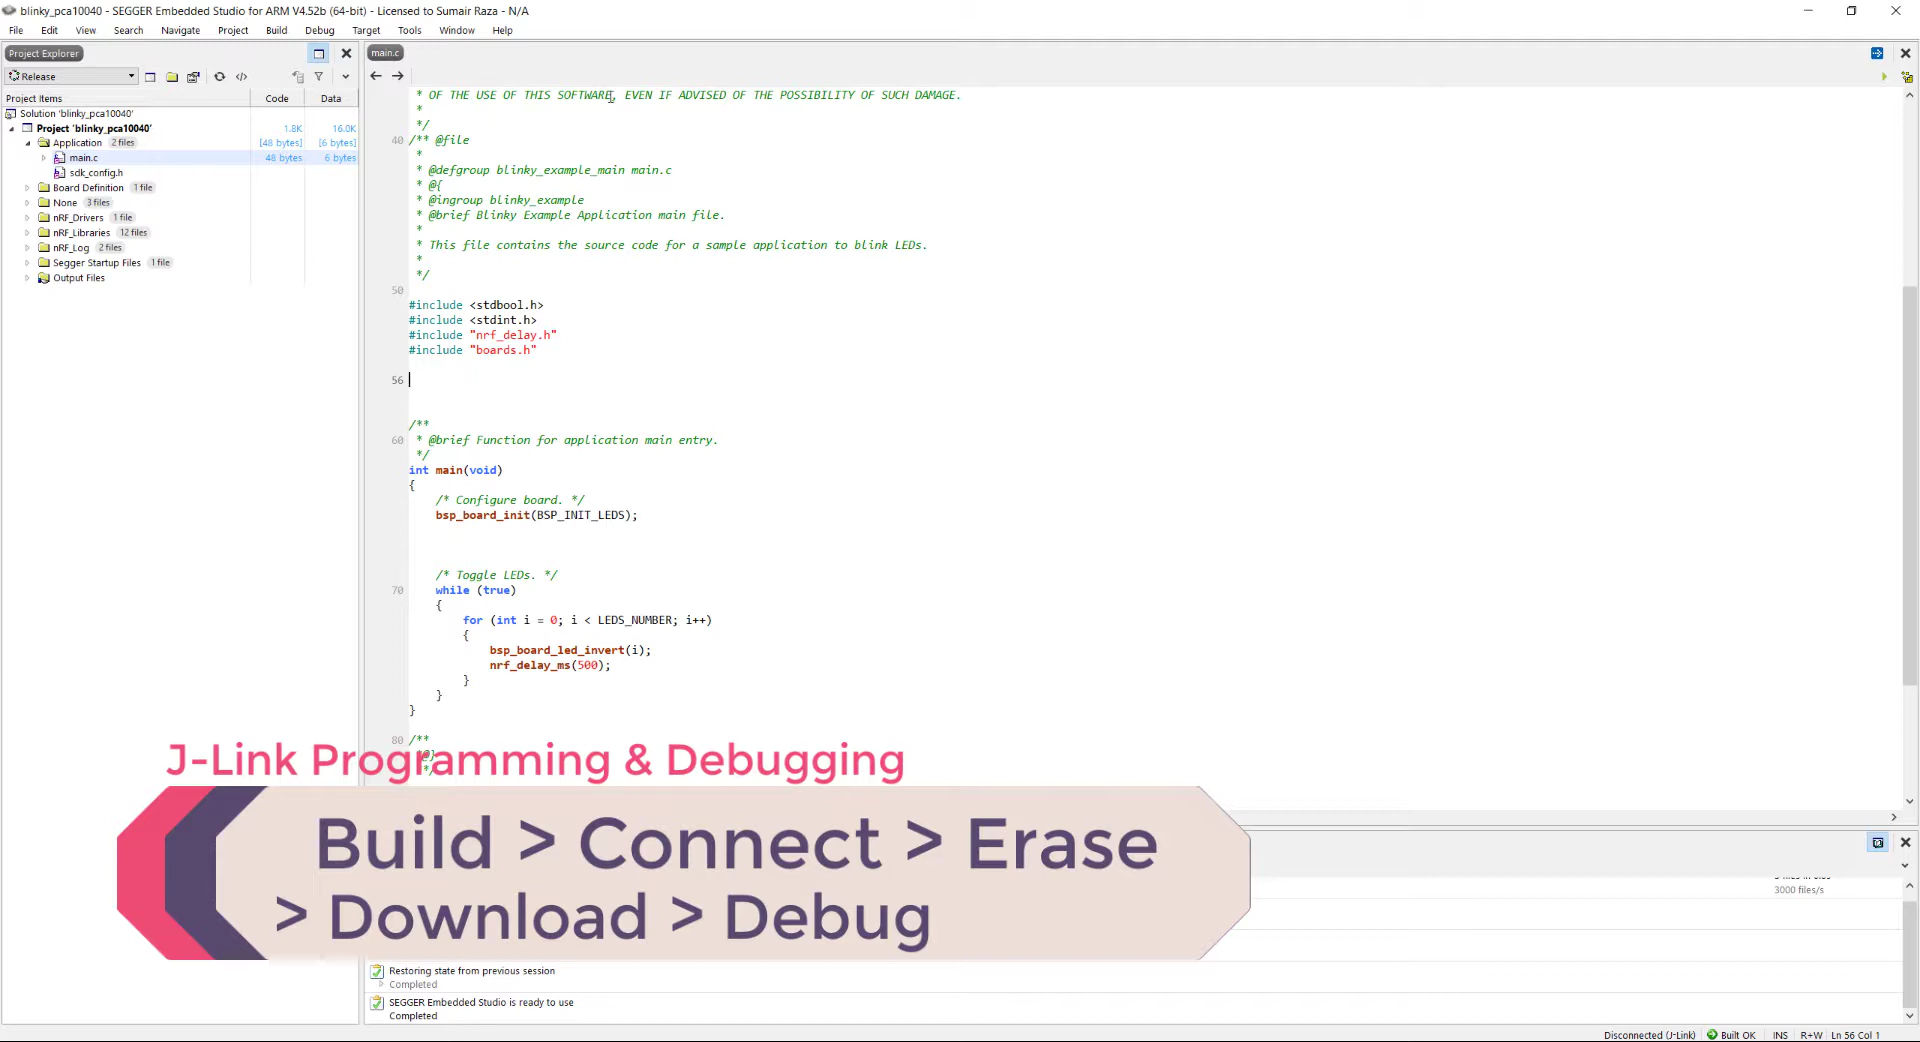 blinky_pca10040 - SEGGER Embedded Studio for ARM V4.52b (64-bit) - Licensed to Sumair Raza - N/A
File Edit View Search Navigate Project Build Debug Target Tools Window Help
Project Explorer
Release
Project Items Code Data
Solution 'blinky_pca10040'
Project 'blinky_pca10040' 1.8K 16.0K
Application 2 files [48 bytes] [6 bytes]
main.c 48 bytes 6 bytes
sdk_config.h
Board Definition 1 file
None 3 files
nRF_Drivers 1 file
nRF_Libraries 12 files
nRF_Log 2 files
Segger Startup Files 1 file
Output Files
main.c
* OF THE USE OF THIS SOFTWARE, EVEN IF ADVISED OF THE POSSIBILITY OF SUCH DAMAGE.
*
*/
40 /** @file
*
* @defgroup blinky_example_main main.c
* @{
* @ingroup blinky_example
* @brief Blinky Example Application main file.
*
* This file contains the source code for a sample application to blink LEDs.
*
*/
50
#include <stdbool.h>
#include <stdint.h>
#include "nrf_delay.h"
#include "boards.h"
56
/**
60 * @brief Function for application main entry.
*/
int main(void)
{
/* Configure board. */
bsp_board_init(BSP_INIT_LEDS);
/* Toggle LEDs. */
70 while (true)
{
for (int i = 0; i < LEDS_NUMBER; i++)
{
bsp_board_led_invert(i);
nrf_delay_ms(500);
}
}
}
80 /**
J-Link Programming & Debugging
Build > Connect > Erase
> Download > Debug
3000 files/s
Restoring state from previous session
Completed
SEGGER Embedded Studio is ready to use
Completed
Disconnected (J-Link) Built OK INS R+W Ln 56 Col 1